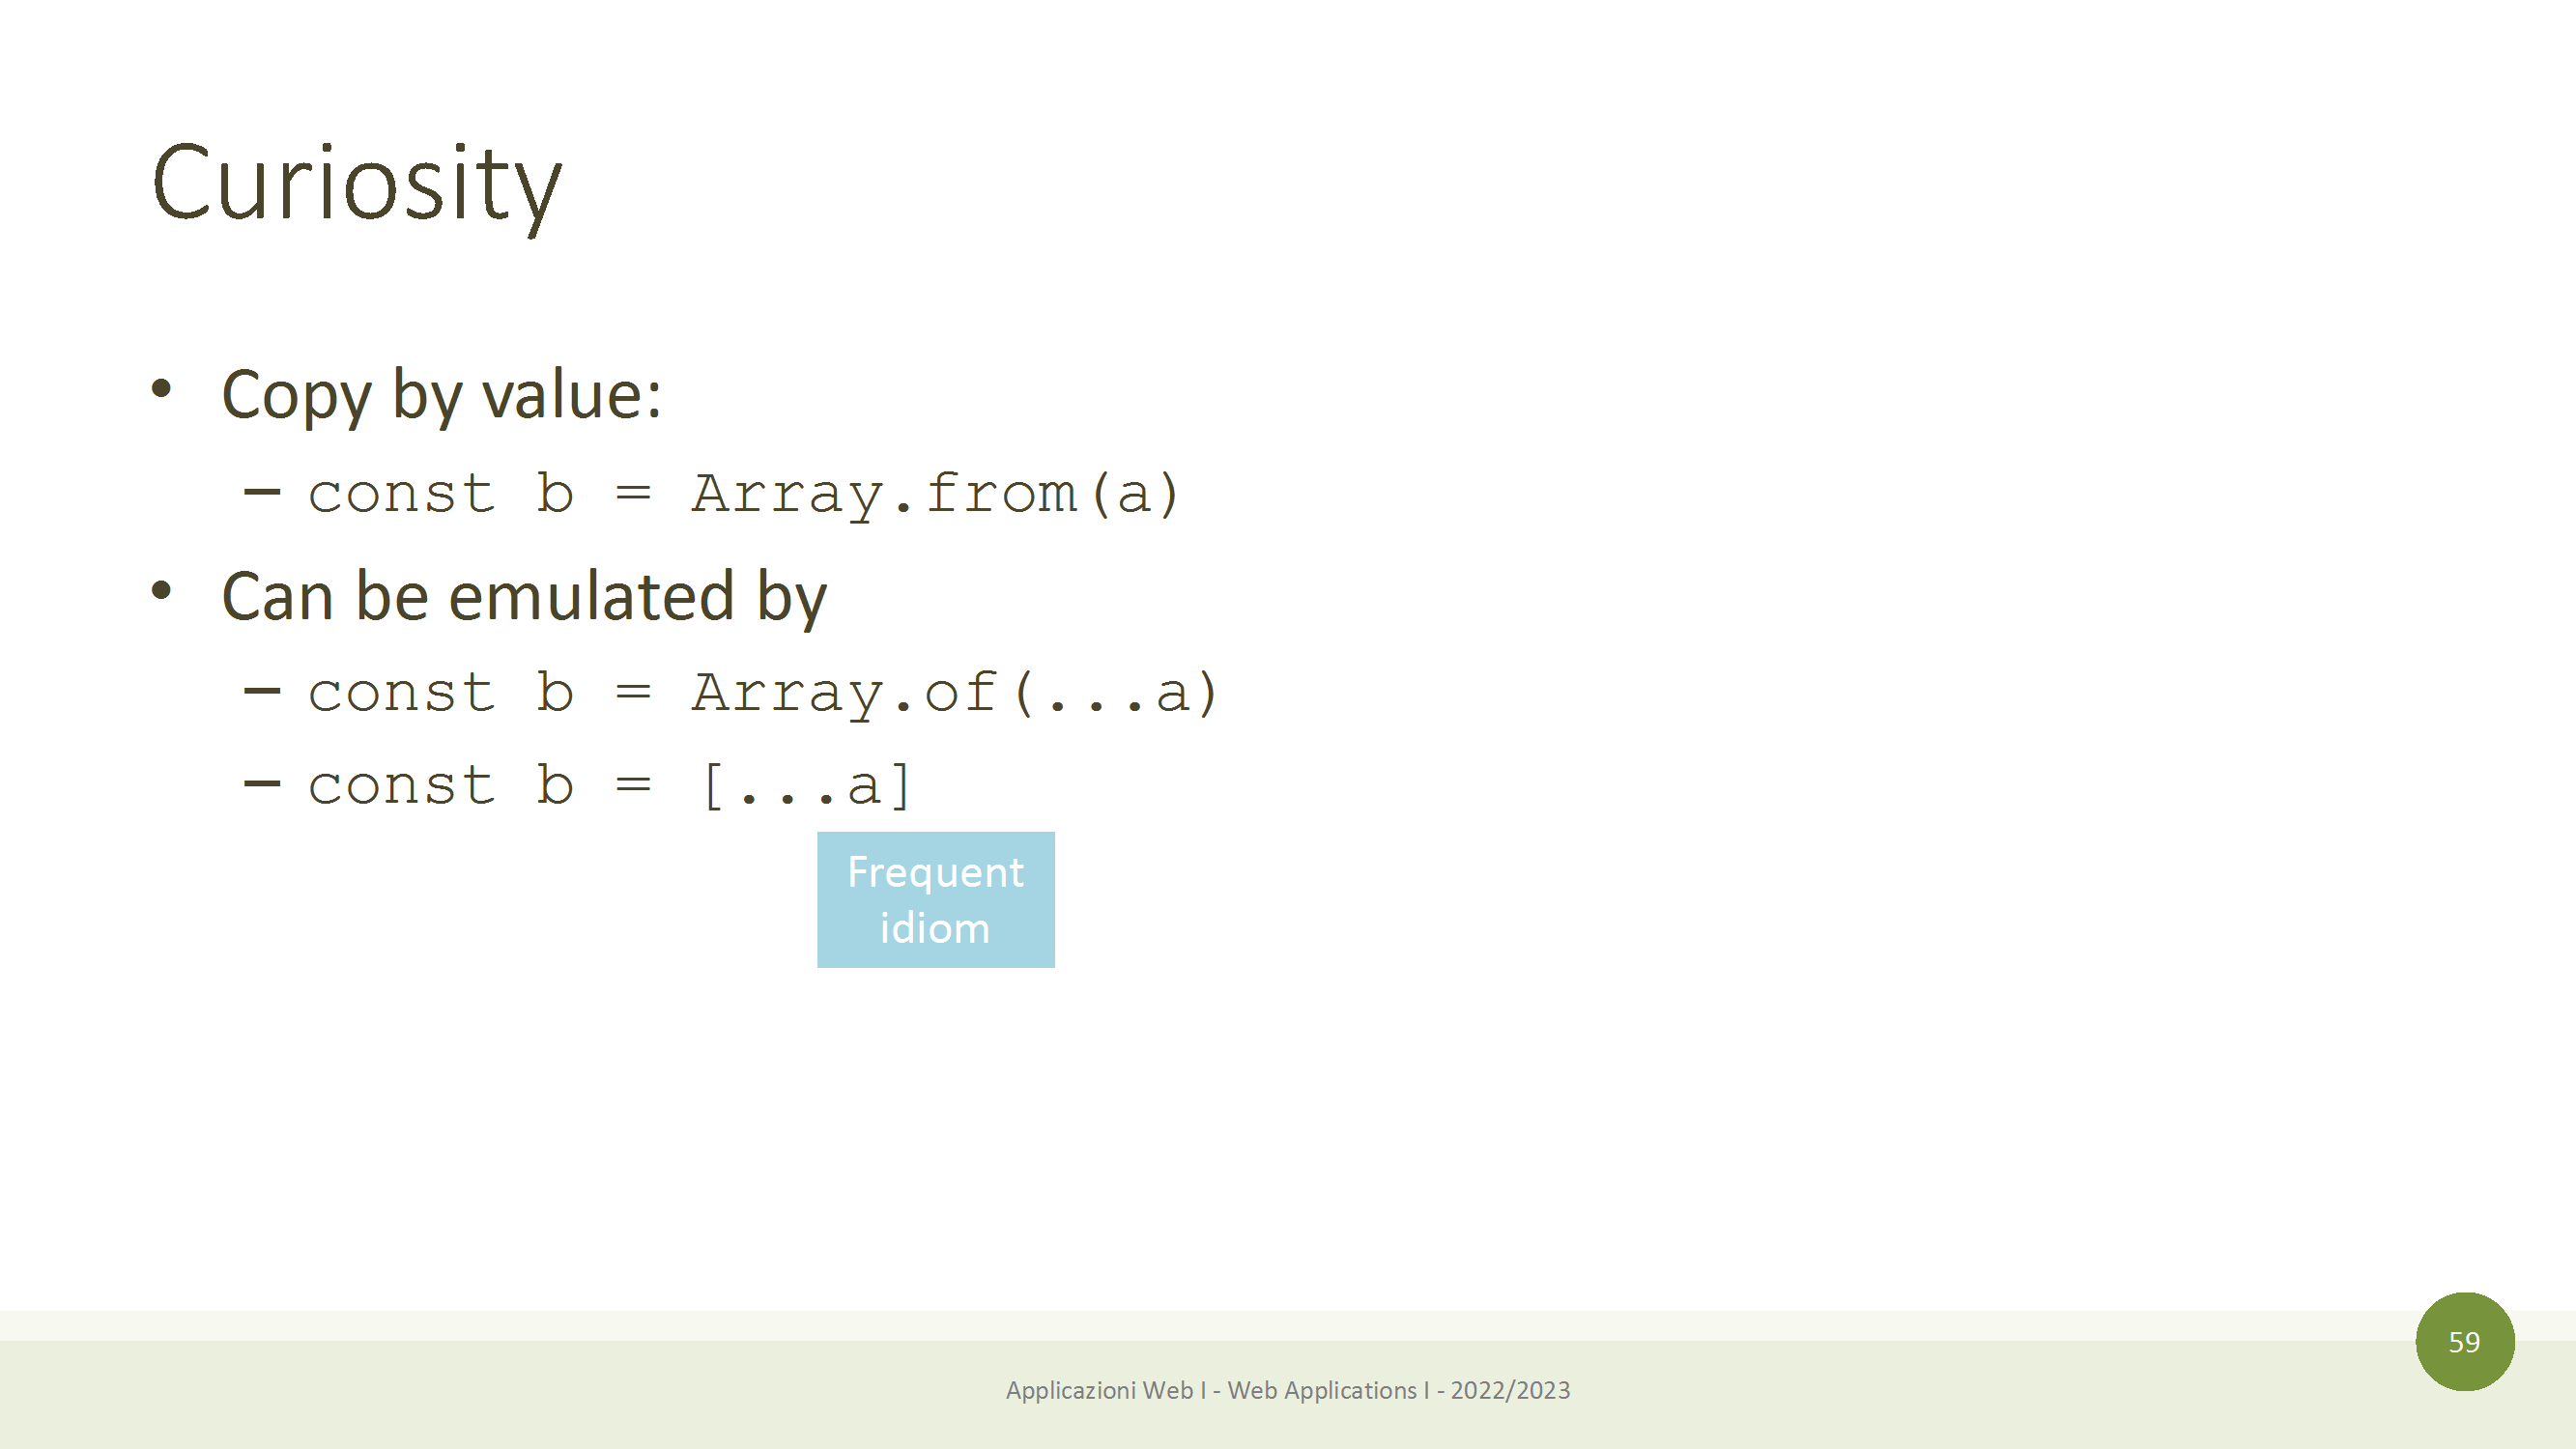 Curiosity
• Copy by value:
– const b = Array.from(a)
• Can be emulated by
– const b = Array.of(...a)
– const b = [...a]
Frequent
idiom
59
Applicazioni Web I - Web Applications I - 2022/2023